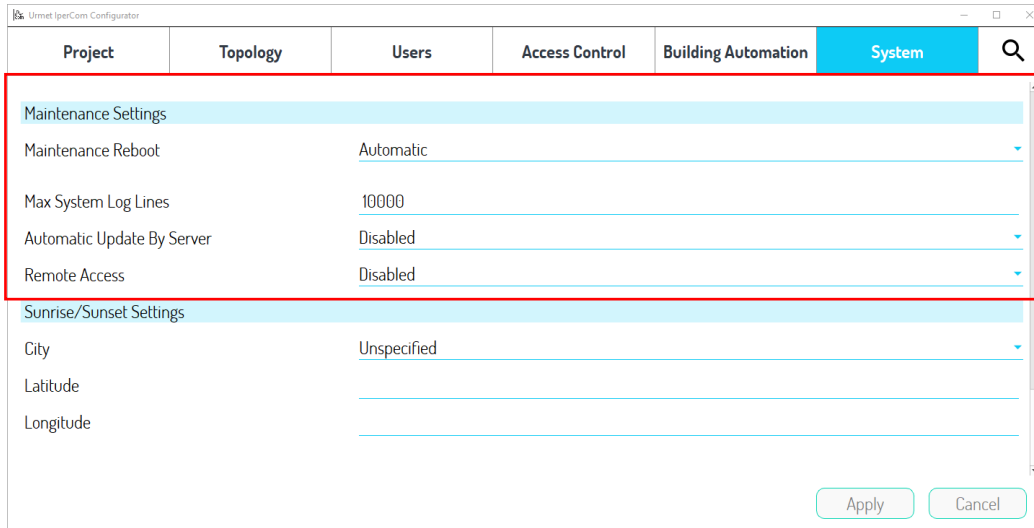 Urmet IperCom Configurator
Project Topology Users Access Control Building Automation System
Maintenance Settings
Maintenance Reboot Automatic
Max System Log Lines 10000
Automatic Update By Server Disabled
Remote Access Disabled
Sunrise/Sunset Settings
City Unspecified
Latitude
Longitude
Apply Cancel